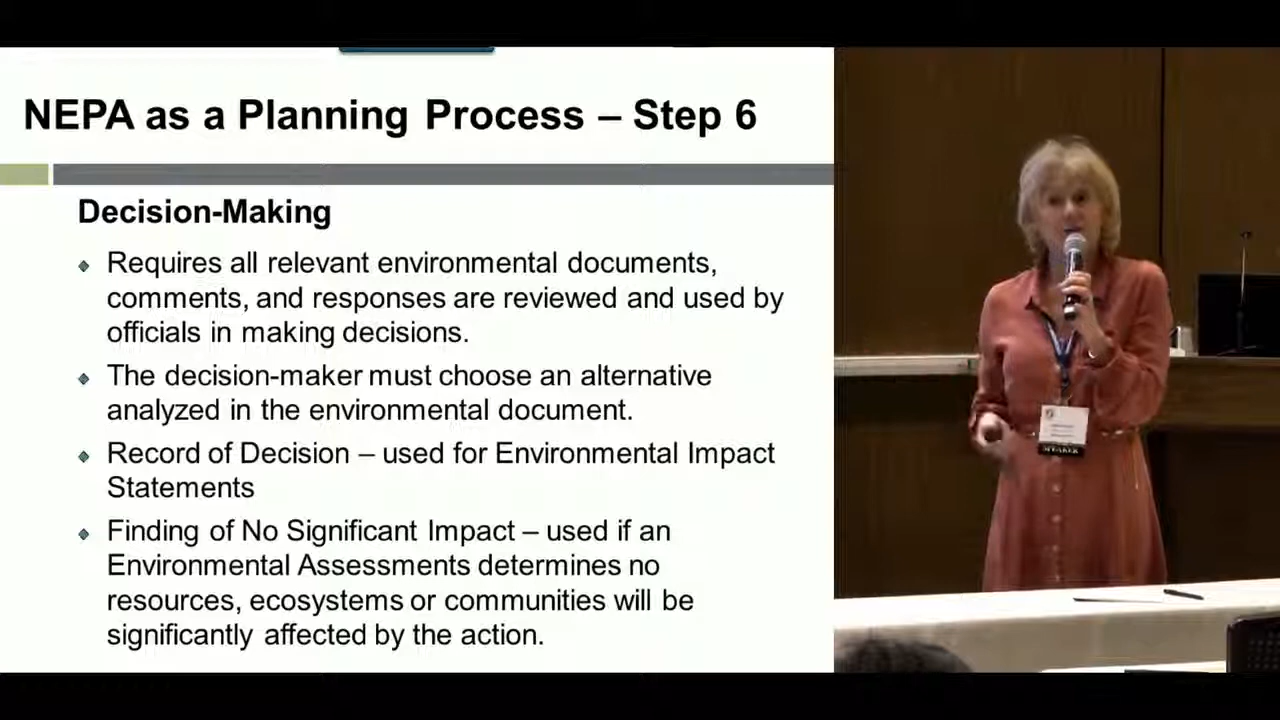 NEPA as a Planning Process – Step 6
Decision-Making
Requires all relevant environmental documents,
comments, and responses are reviewed and used by
officials in making decisions.
The decision-maker must choose an alternative
analyzed in the environmental document.
Record of Decision – used for Environmental Impact
Statements
Finding of No Significant Impact – used if an
Environmental Assessments determines no
resources, ecosystems or communities will be
significantly affected by the action.
SPEAKER